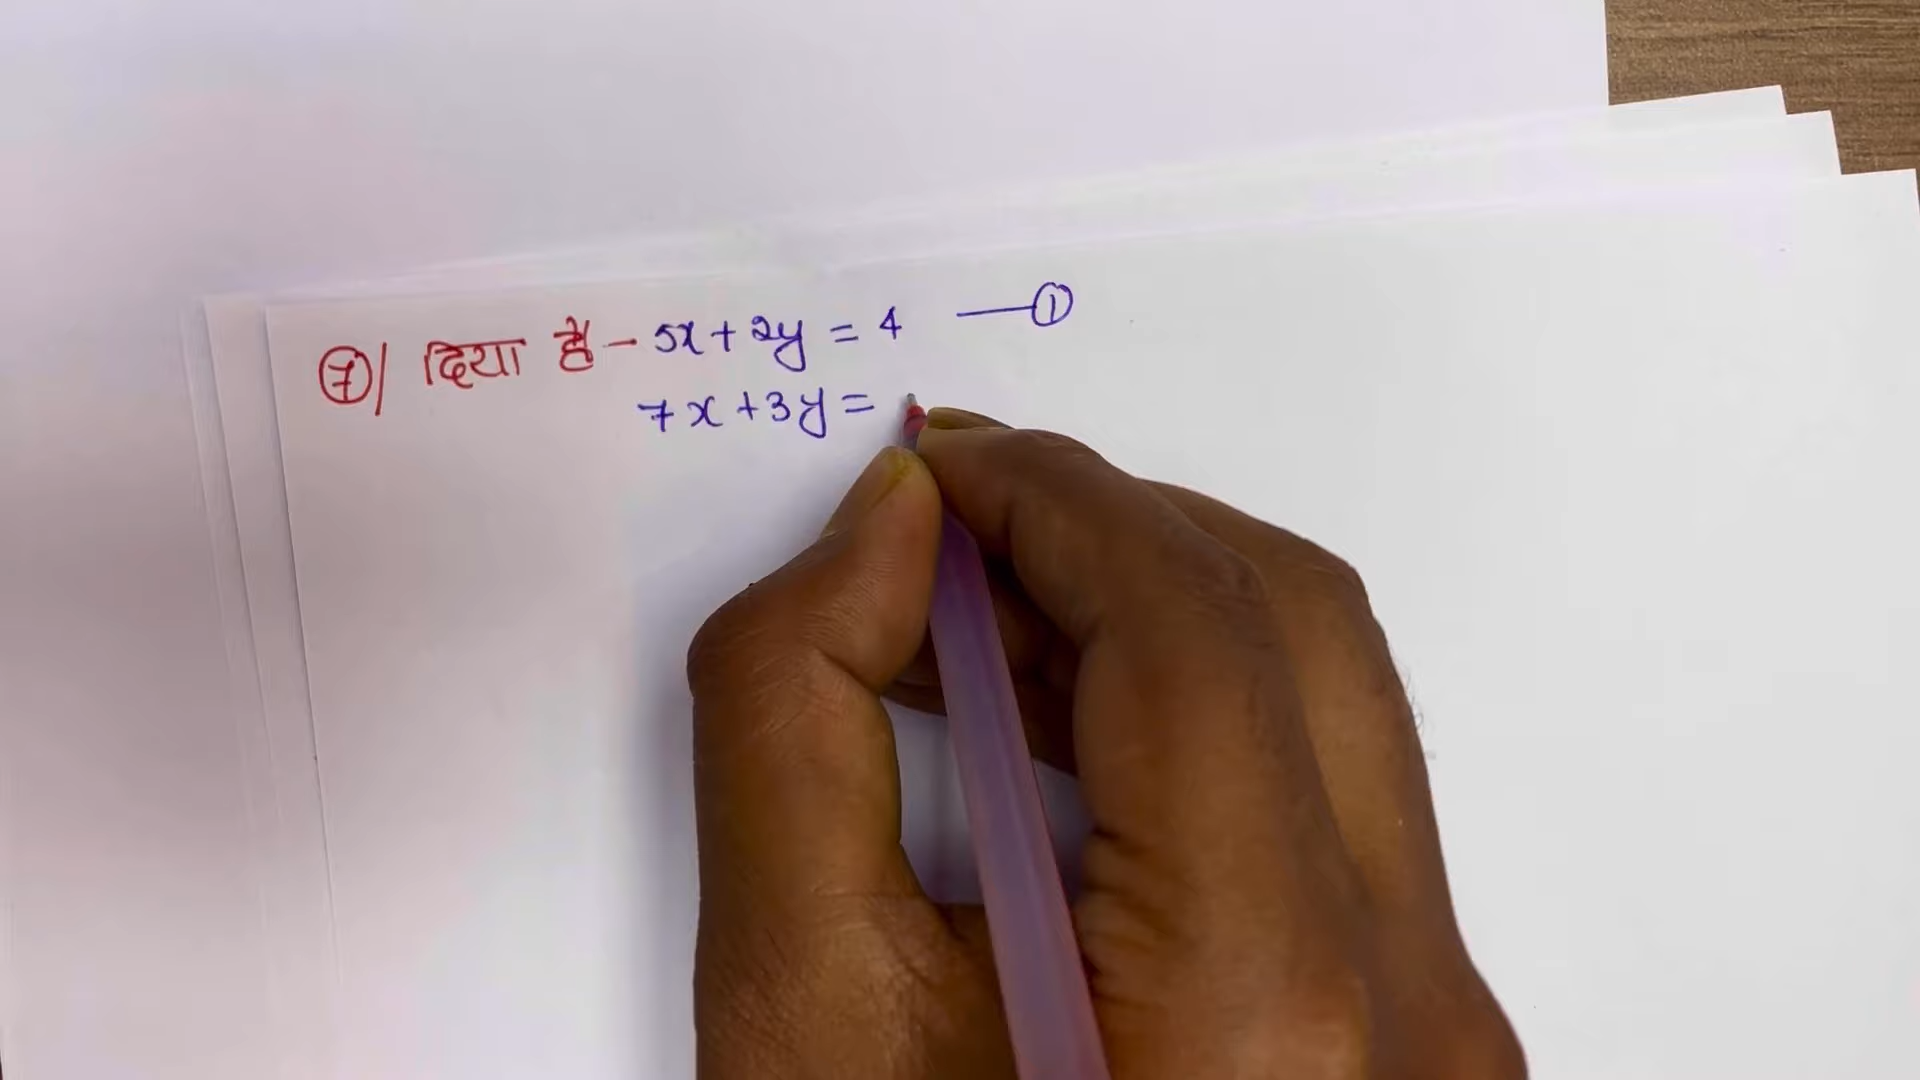 ⑦/ दिया है - 5x + 2y = 4 —①
7x + 3y =